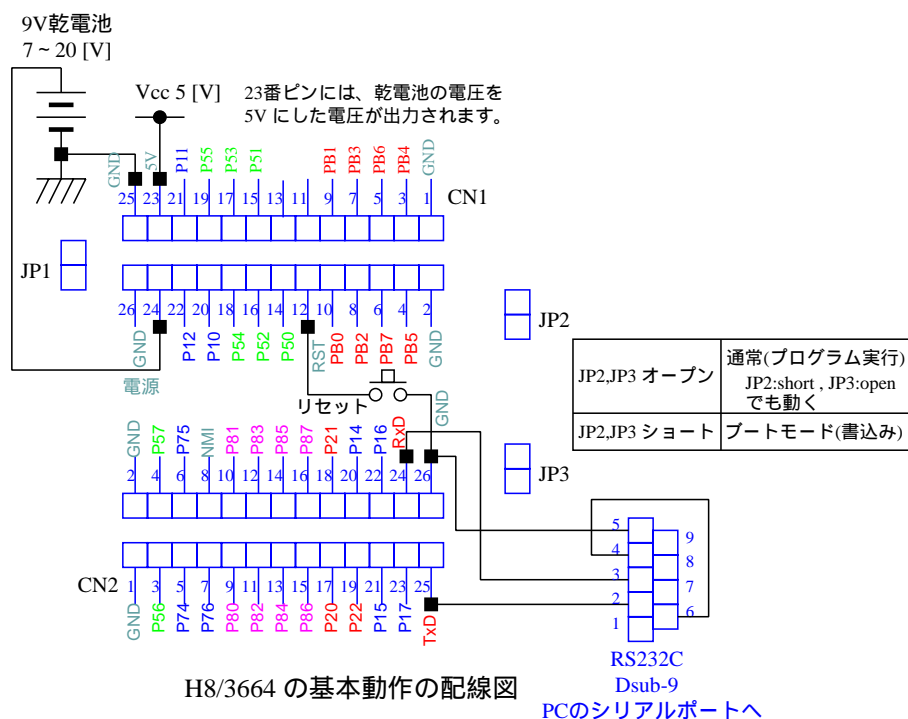 9V乾電池
7 ~ 20 [V]
Vcc 5 [V]
23番ピンには、乾電池の電圧を
5V にした電圧が出力されます。
GND 5V P11 P55 P53 P51 PB1 PB3 PB6 PB4 GND
25 23 21 19 17 15 13 11 9 7 5 3 1
CN1
JP1
26 24 22 20 18 16 14 12 10 8 6 4 2
GND P12 P10 P54 P52 P50 RST PB0 PB2 PB7 PB5 GND
電源
JP2
リセット
JP2,JP3 オープン
通常(プログラム実行)
JP2:short , JP3:open
でも動く
JP2,JP3 ショート
ブートモード(書込み)
GND P57 P75 NMI P81 P83 P85 P87 P21 P14 P16 RxD GND
2 4 6 8 10 12 14 16 18 20 22 24 26
JP3
CN2
1 3 5 7 9 11 13 15 17 19 21 23 25
GND P56 P74 P76 P80 P82 P84 P86 P20 P22 P15 P17 TxD
5 9
4 8
3 7
2 6
1
RS232C
Dsub-9
PCのシリアルポートへ
H8/3664 の基本動作の配線図